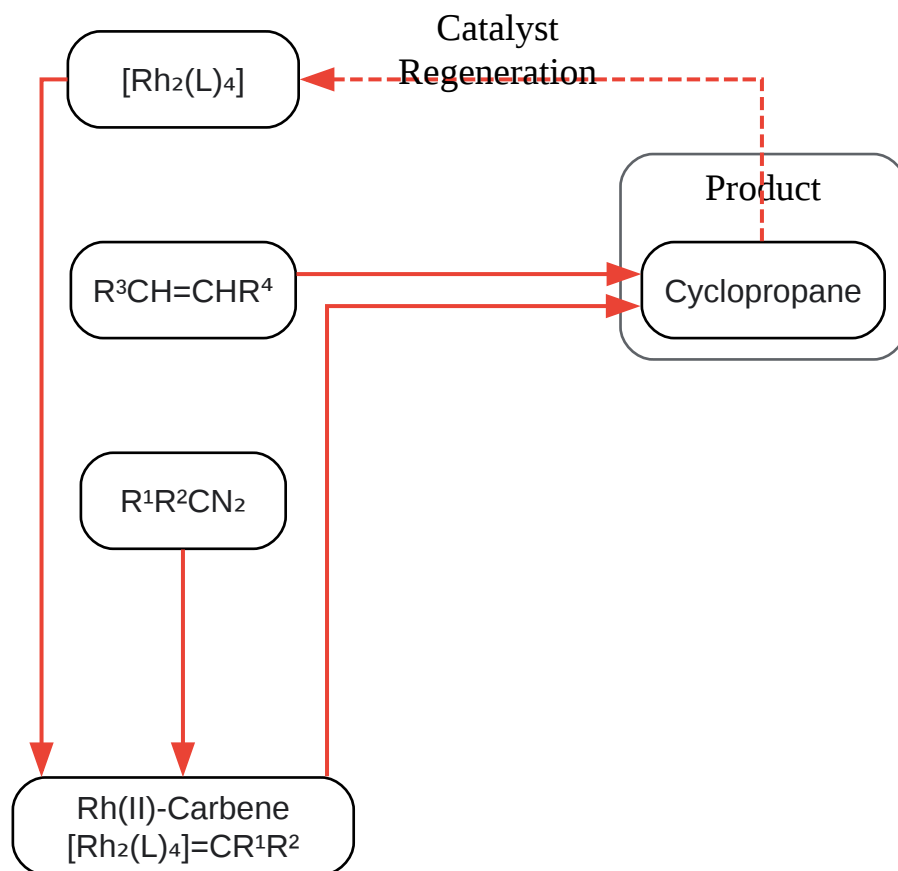 Catalyst
Regeneration
[Rh₂(L)₄]
Product
R³CH=CHR⁴
Cyclopropane
R¹R²CN₂
Rh(II)-Carbene
[Rh₂(L)₄]=CR¹R²